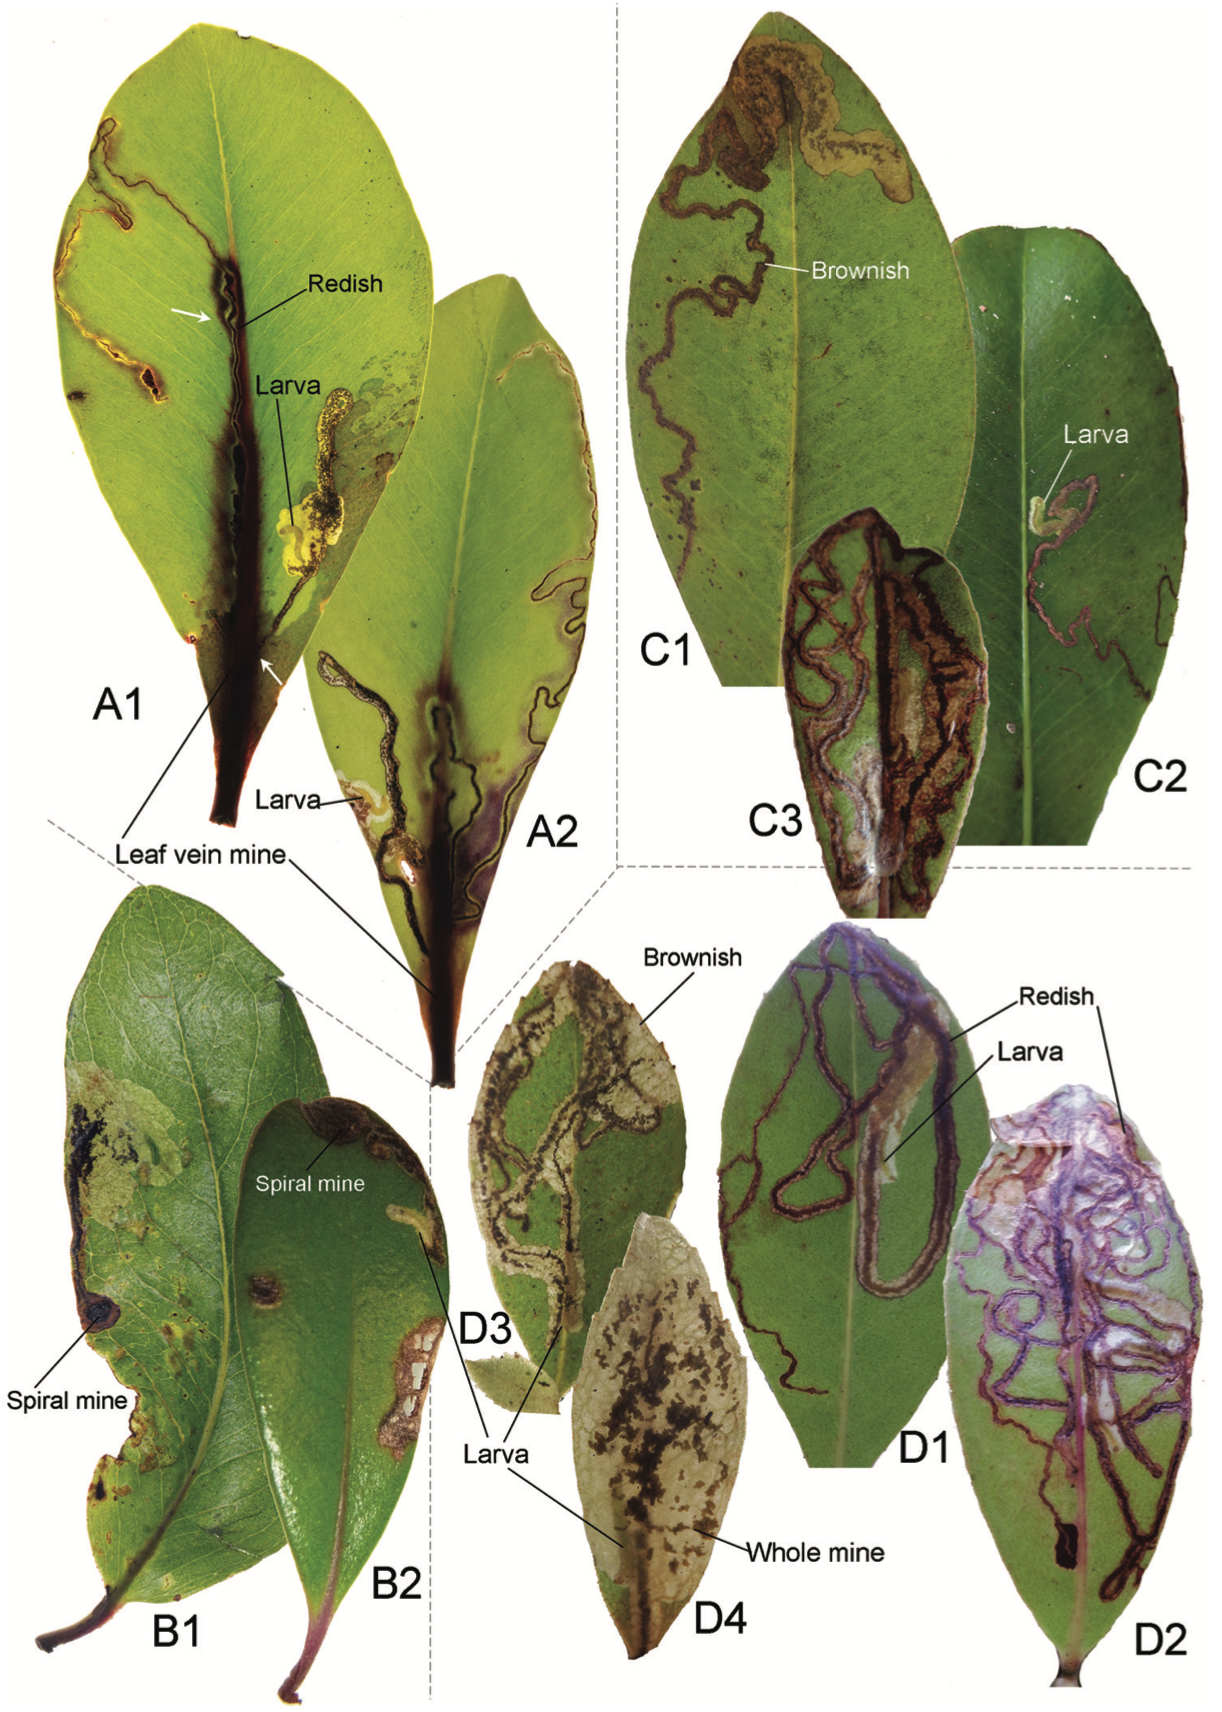 Redish
Larva
A1
Larva
A2
Leaf vein mine
Brownish
Larva
C1
C2
C3
Spiral mine
Spiral mine
B1
B2
Brownish
Redish
Larva
D3
D1
Larva
Whole mine
D4
D2